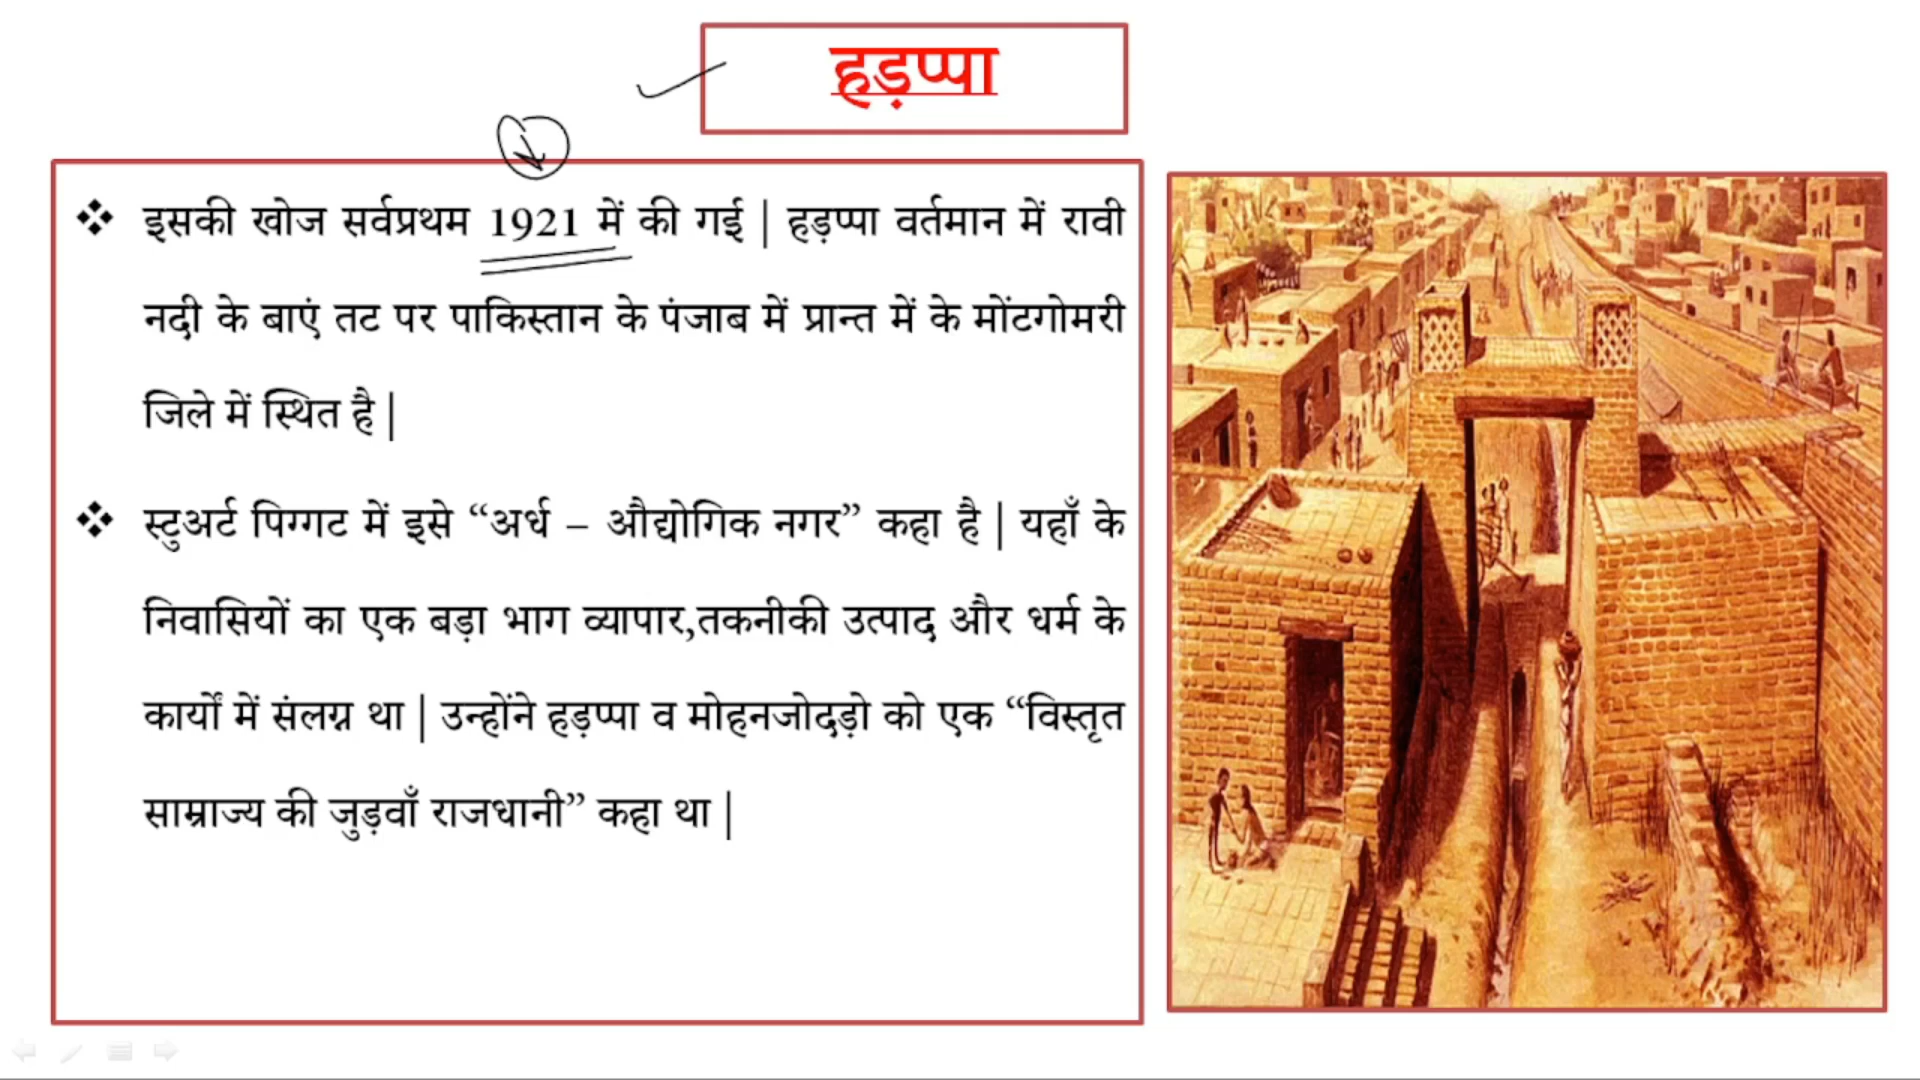 हड़प्पा
❖ इसकी खोज सर्वप्रथम 1921 में की गई | हड़प्पा वर्तमान में रावी
नदी के बाएं तट पर पाकिस्तान के पंजाब में प्रान्त में के मोंटगोमरी
जिले में स्थित है |
❖ स्टुअर्ट पिग्गट में इसे “अर्ध – औद्योगिक नगर” कहा है | यहाँ के
निवासियों का एक बड़ा भाग व्यापार,तकनीकी उत्पाद और धर्म के
कार्यों में संलग्न था | उन्होंने हड़प्पा व मोहनजोदड़ो को एक “विस्तृत
साम्राज्य की जुड़वाँ राजधानी” कहा था |